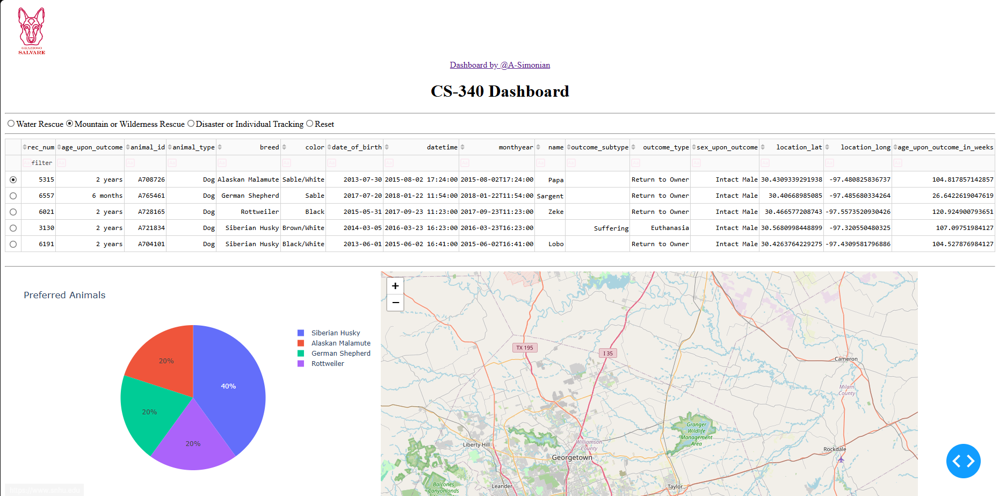 GRAZIOSO
SALVARE
Dashboard by @A-Simonian
CS-340 Dashboard
Water Rescue Mountain or Wilderness Rescue Disaster or Individual Tracking Reset
rec_num age_upon_outcome animal_id animal_type breed color date_of_birth datetime monthyear name outcome_subtype outcome_type sex_upon_outcome location_lat location_long age_upon_outcome_in_weeks
filter
5315 2 years A708726 Dog Alaskan Malamute Sable/White 2013-07-30 2015-08-02 17:24:00 2015-08-02T17:24:00 Papa Return to Owner Intact Male 30.4309339291938 -97.480825836737 104.817857142857
6557 6 months A765461 Dog German Shepherd Sable 2017-07-20 2018-01-22 11:54:00 2018-01-22T11:54:00 Sargent Return to Owner Intact Male 30.40668985085 -97.485680334264 26.6422619047619
6021 2 years A728165 Dog Rottweiler Black 2015-05-31 2017-09-23 11:23:00 2017-09-23T11:23:00 Zeke Return to Owner Intact Male 30.466577208743 -97.5573520930426 120.924900793651
3130 2 years A721834 Dog Siberian Husky Brown/White 2014-03-05 2016-03-23 16:23:00 2016-03-23T16:23:00 Suffering Euthanasia Intact Male 30.5680998448899 -97.320550480325 107.09751984127
6191 2 years A704101 Dog Siberian Husky Black/White 2013-06-01 2015-06-02 16:41:00 2015-06-02T16:41:00 Lobo Return to Owner Intact Male 30.4263764229275 -97.4309581796886 104.527876984127
Preferred Animals
Siberian Husky
Alaskan Malamute
German Shepherd
Rottweiler
20%
40%
20%
20%
+
−
TX 195
I 35
Cameron
Milam
County
Granger
Wildlife
Management
Area
Liberty Hill
Williamson
County
Georgetown
Rockdale
Leander
Taylor
Balcones
Canyonlands
https://www.snhu.edu